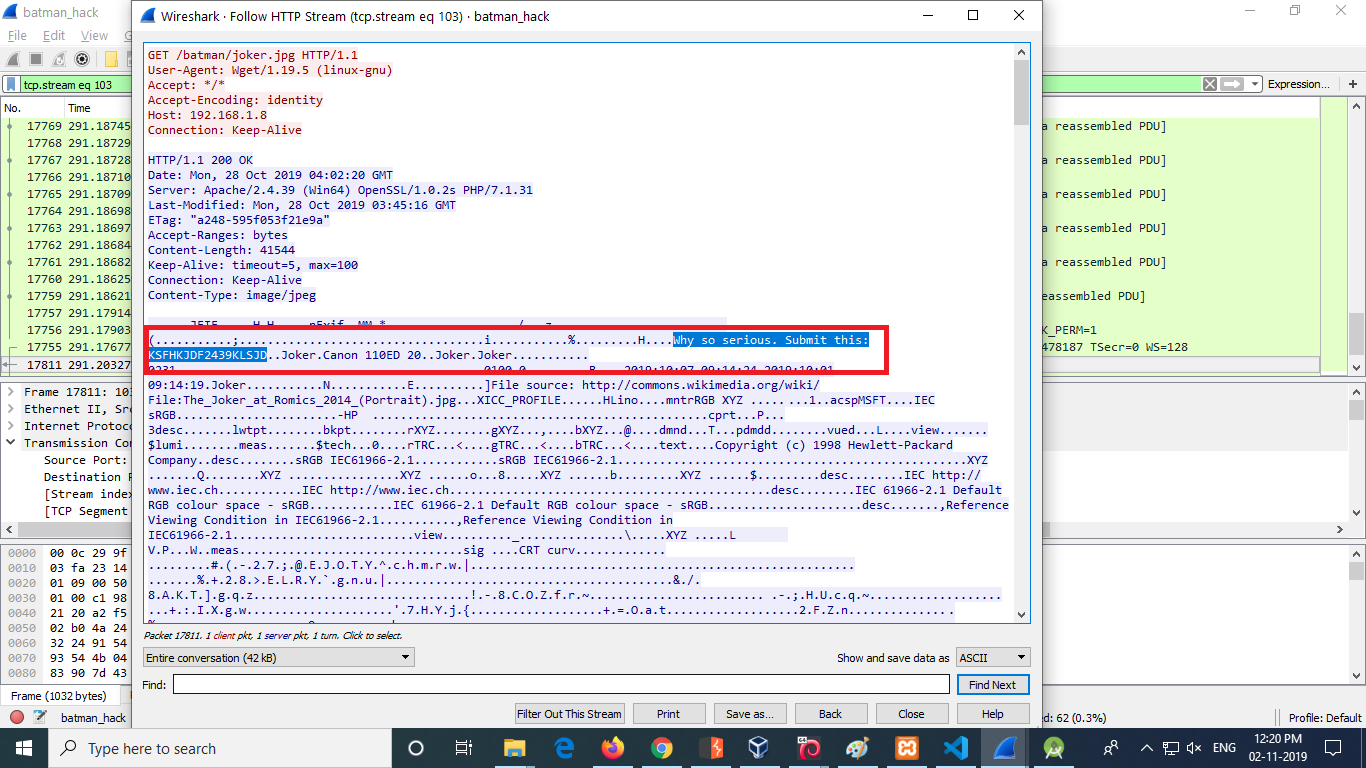 batman_hack
Wireshark · Follow HTTP Stream (tcp.stream eq 103) · batman_hack
File Edit View
tcp.stream eq 103
Expression...
No. Time
17769 291.18745
17768 291.18729
17767 291.18728
17766 291.18710
17765 291.18709
17764 291.18698
17763 291.18697
17762 291.18684
17761 291.18682
17760 291.18625
17759 291.18621
17757 291.17914
17756 291.17903
17755 291.17677
17811 291.20327
a reassembled PDU]
a reassembled PDU]
a reassembled PDU]
a reassembled PDU]
a reassembled PDU]
eassembled PDU]
K_PERM=1
478187 TSecr=0 WS=128
GET /batman/joker.jpg HTTP/1.1
User-Agent: Wget/1.19.5 (linux-gnu)
Accept: */*
Accept-Encoding: identity
Host: 192.168.1.8
Connection: Keep-Alive
HTTP/1.1 200 OK
Date: Mon, 28 Oct 2019 04:02:20 GMT
Server: Apache/2.4.39 (Win64) OpenSSL/1.0.2s PHP/7.1.31
Last-Modified: Mon, 28 Oct 2019 03:45:16 GMT
ETag: "a248-595f053f21e9a"
Accept-Ranges: bytes
Content-Length: 41544
Keep-Alive: timeout=5, max=100
Connection: Keep-Alive
Content-Type: image/jpeg
(...........;...................................i...........%.........H....Why so serious. Submit this:
KSFHKJDF2439KLSJD..Joker.Canon 110ED 20..Joker.Joker...........
09:14:19.Joker...........N...........E.........]File source: http://commons.wikimedia.org/wiki/
File:The_Joker_at_Romics_2014_(Portrait).jpg...XICC_PROFILE......HLino....mntrRGB XYZ .........1..acspMSFT....IEC
sRGB.......................-HP ................................................cprt...P...
3desc.......lwtpt.......bkpt.......rXYZ.......gXYZ...,....bXYZ...@....dmnd...T...pdmdd........vued...L....view.......
$lumi.......meas.......$tech...0....rTRC...<....gTRC...<....bTRC...<....text....Copyright (c) 1998 Hewlett-Packard
Company..desc........sRGB IEC61966-2.1............sRGB IEC61966-2.1..................................................XYZ
.......Q........XYZ ................XYZ ......o...8.....XYZ ......b.........XYZ ......$.........desc........IEC http://
www.iec.ch............IEC http://www.iec.ch..............................................desc........IEC 61966-2.1 Default
RGB colour space - sRGB............IEC 61966-2.1 Default RGB colour space - sRGB......................desc.......,Reference
Viewing Condition in IEC61966-2.1...........,Reference Viewing Condition in
IEC61966-2.1..........................view.........._..............\.....XYZ .....L
V.P...W..meas................................sig ....CRT curv.............
.........#.(.-.2.7.;.@.E.J.O.T.Y.^.c.h.m.r.w.|.......................................................
.......%.+.2.8.>.E.L.R.Y.`.g.n.u.|.........................................&./.
8.A.K.T.].g.q.z...............................!.-.8.C.O.Z.f.r.~.......................... .-.;.H.U.c.q.~...................
...+.:.I.X.g.w.....................'.7.H.Y.j.{...................+.=.O.a.t...................2.F.Z.n...............
Frame 17811: 103
Ethernet II, Src
Internet Protoco
Transmission Con
Source Port:
Destination P
[Stream index
[TCP Segment
0000 00 0c 29 9f
0010 03 fa 23 14
0020 01 09 00 50
0030 01 00 c1 98
0040 21 20 a2 f5
0050 02 b0 4a 24
0060 32 24 91 54
0070 93 54 4b 04
0080 83 90 7d 43
Packet 17811. 1 client pkt, 1 server pkt, 1 turn. Click to select.
Entire conversation (42 kB)
Show and save data as ASCII
Find:
Find Next
Filter Out This Stream Print Save as... Back Close Help
Frame (1032 bytes)
batman_hack
d: 62 (0.3%)
Profile: Default
Type here to search
ENG
12:20 PM
02-11-2019